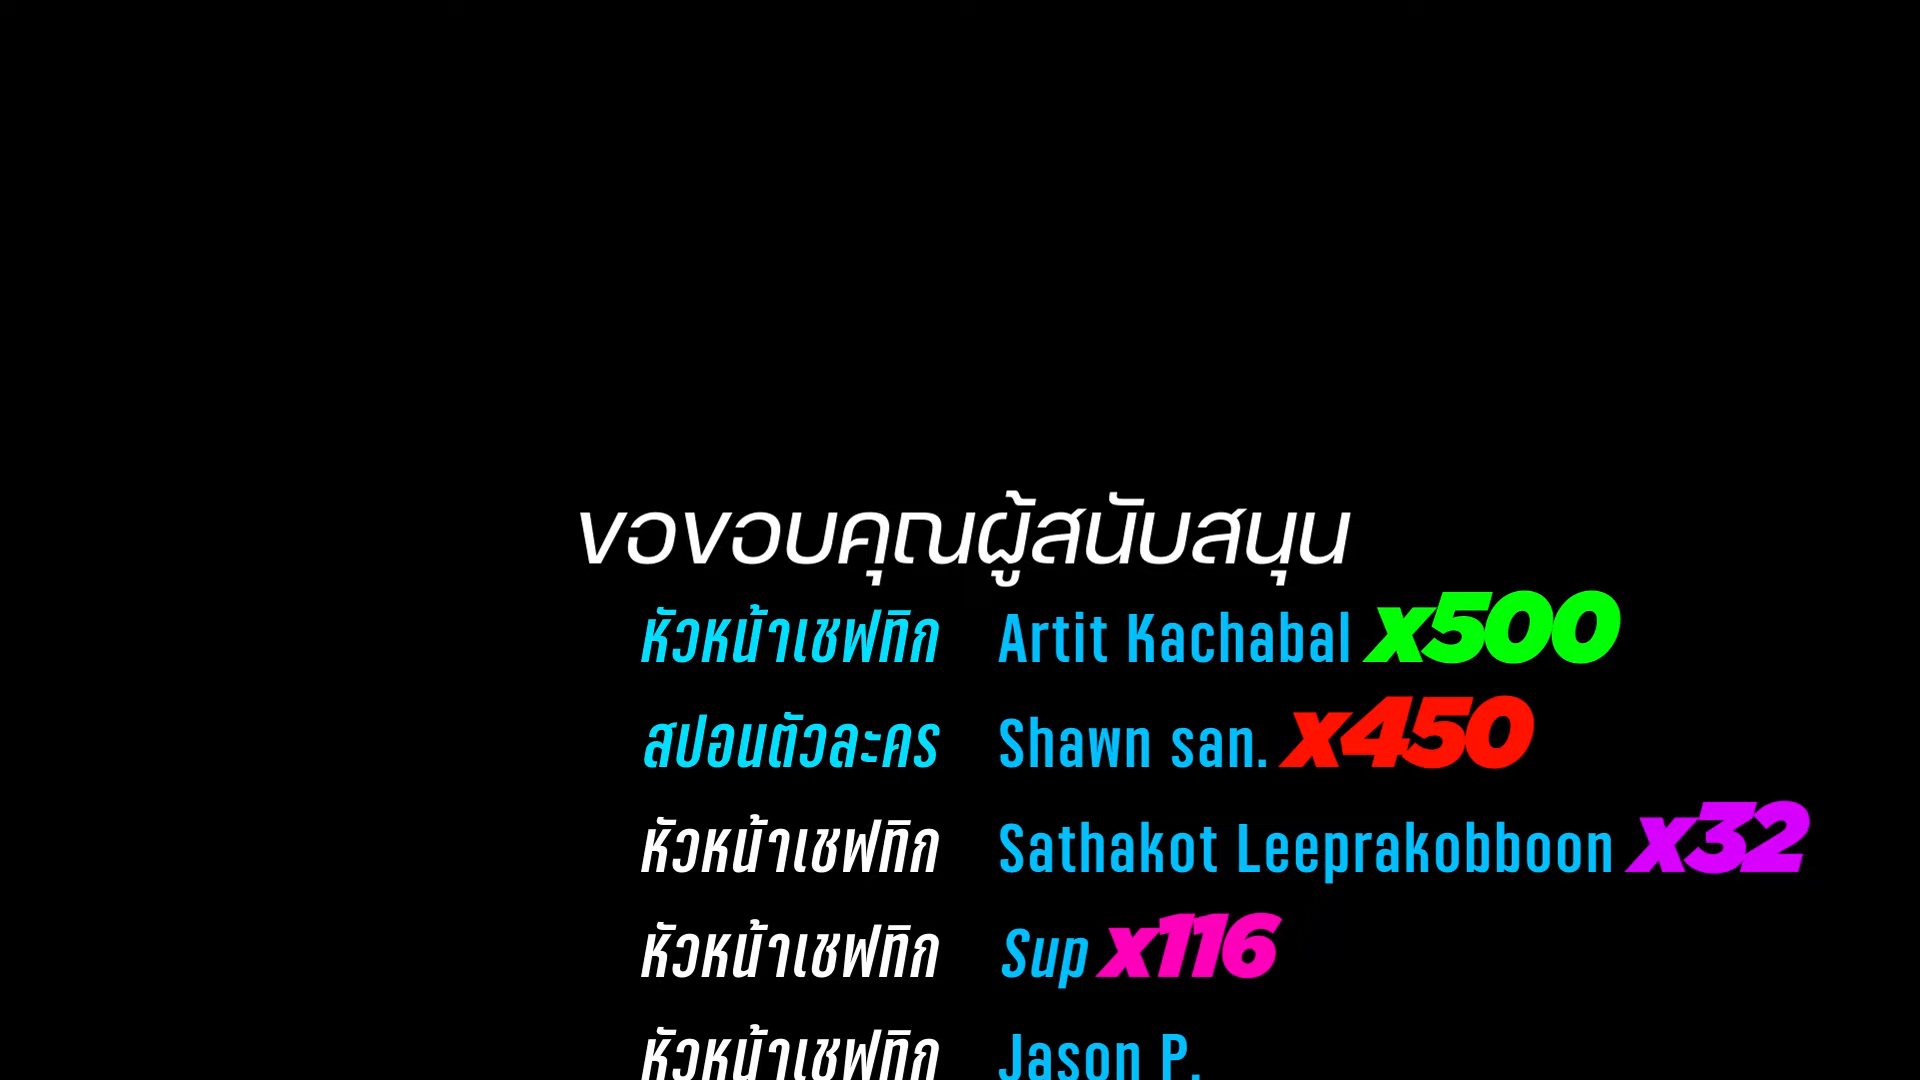 ขอขอบคุณผู้สนับสนุน
หัวหน้าเชฟทิก Artit Kachabal x500
สปอนตัวละคร Shawn san. x450
หัวหน้าเชฟทิก Sathakot Leeprakobboon x32
หัวหน้าเชฟทิก Sup x116
หัวหน้าเชฟทิก Jason P.